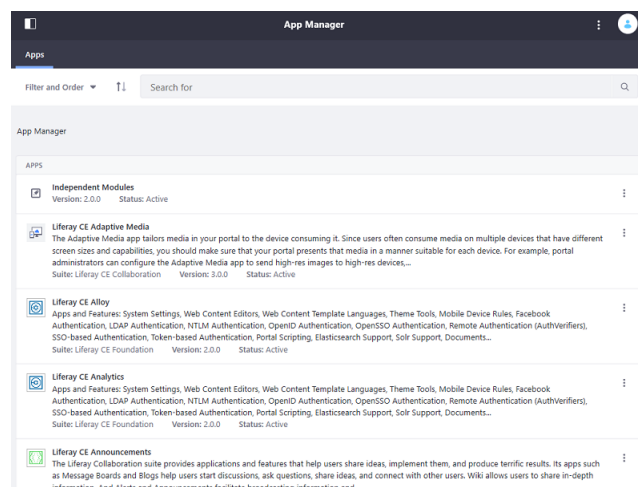 App Manager
Apps
Filter and Order
Search for
App Manager
APPS
Independent Modules
Version: 2.0.0 Status: Active
Liferay CE Adaptive Media
The Adaptive Media app tailors media in your portal to the device consuming it. Since users often consume media on multiple devices that have different
screen sizes and capabilities, you should make sure that your portal presents that media in a manner suitable for each device. For example, portal
administrators can configure the Adaptive Media app to send high-res images to high-res devices,...
Suite: Liferay CE Collaboration Version: 3.0.0 Status: Active
Liferay CE Alloy
Apps and Features: System Settings, Web Content Editors, Web Content Template Languages, Theme Tools, Mobile Device Rules, Facebook
Authentication, LDAP Authentication, NTLM Authentication, OpenID Authentication, OpenSSO Authentication, Remote Authentication (AuthVerifiers),
SSO-based Authentication, Token-based Authentication, Portal Scripting, Elasticsearch Support, Solr Support, Documents...
Suite: Liferay CE Foundation Version: 2.0.0 Status: Active
Liferay CE Analytics
Apps and Features: System Settings, Web Content Editors, Web Content Template Languages, Theme Tools, Mobile Device Rules, Facebook
Authentication, LDAP Authentication, NTLM Authentication, OpenID Authentication, OpenSSO Authentication, Remote Authentication (AuthVerifiers),
SSO-based Authentication, Token-based Authentication, Portal Scripting, Elasticsearch Support, Solr Support, Documents...
Suite: Liferay CE Foundation Version: 2.0.0 Status: Active
Liferay CE Announcements
The Liferay Collaboration suite provides applications and features that help users share ideas, implement them, and produce terrific results. Its apps such
as Message Boards and Blogs help users start discussions, ask questions, share ideas, and connect with other users. Wiki allows users to share in-depth
information. And Alerts and Announcements facilitate broadcasting information and